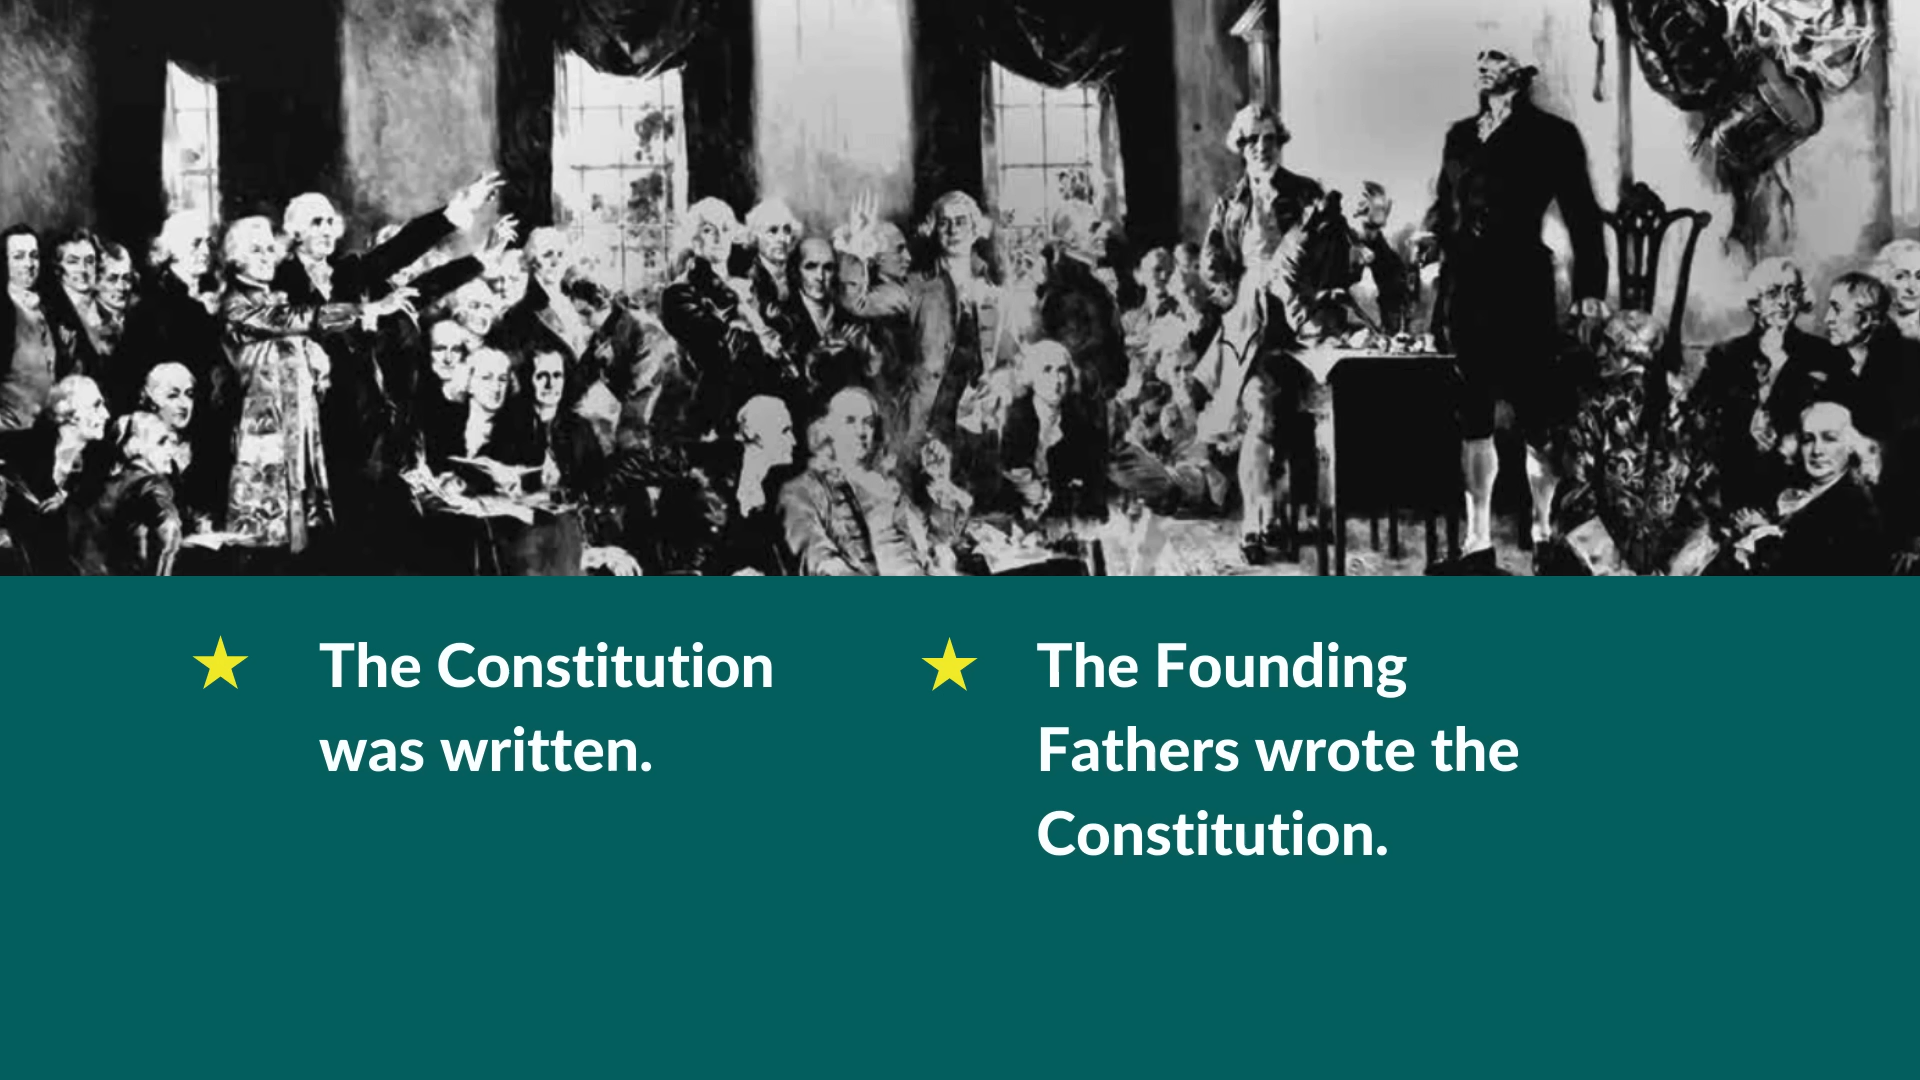 The Constitution
was written.
The Founding
Fathers wrote the
Constitution.